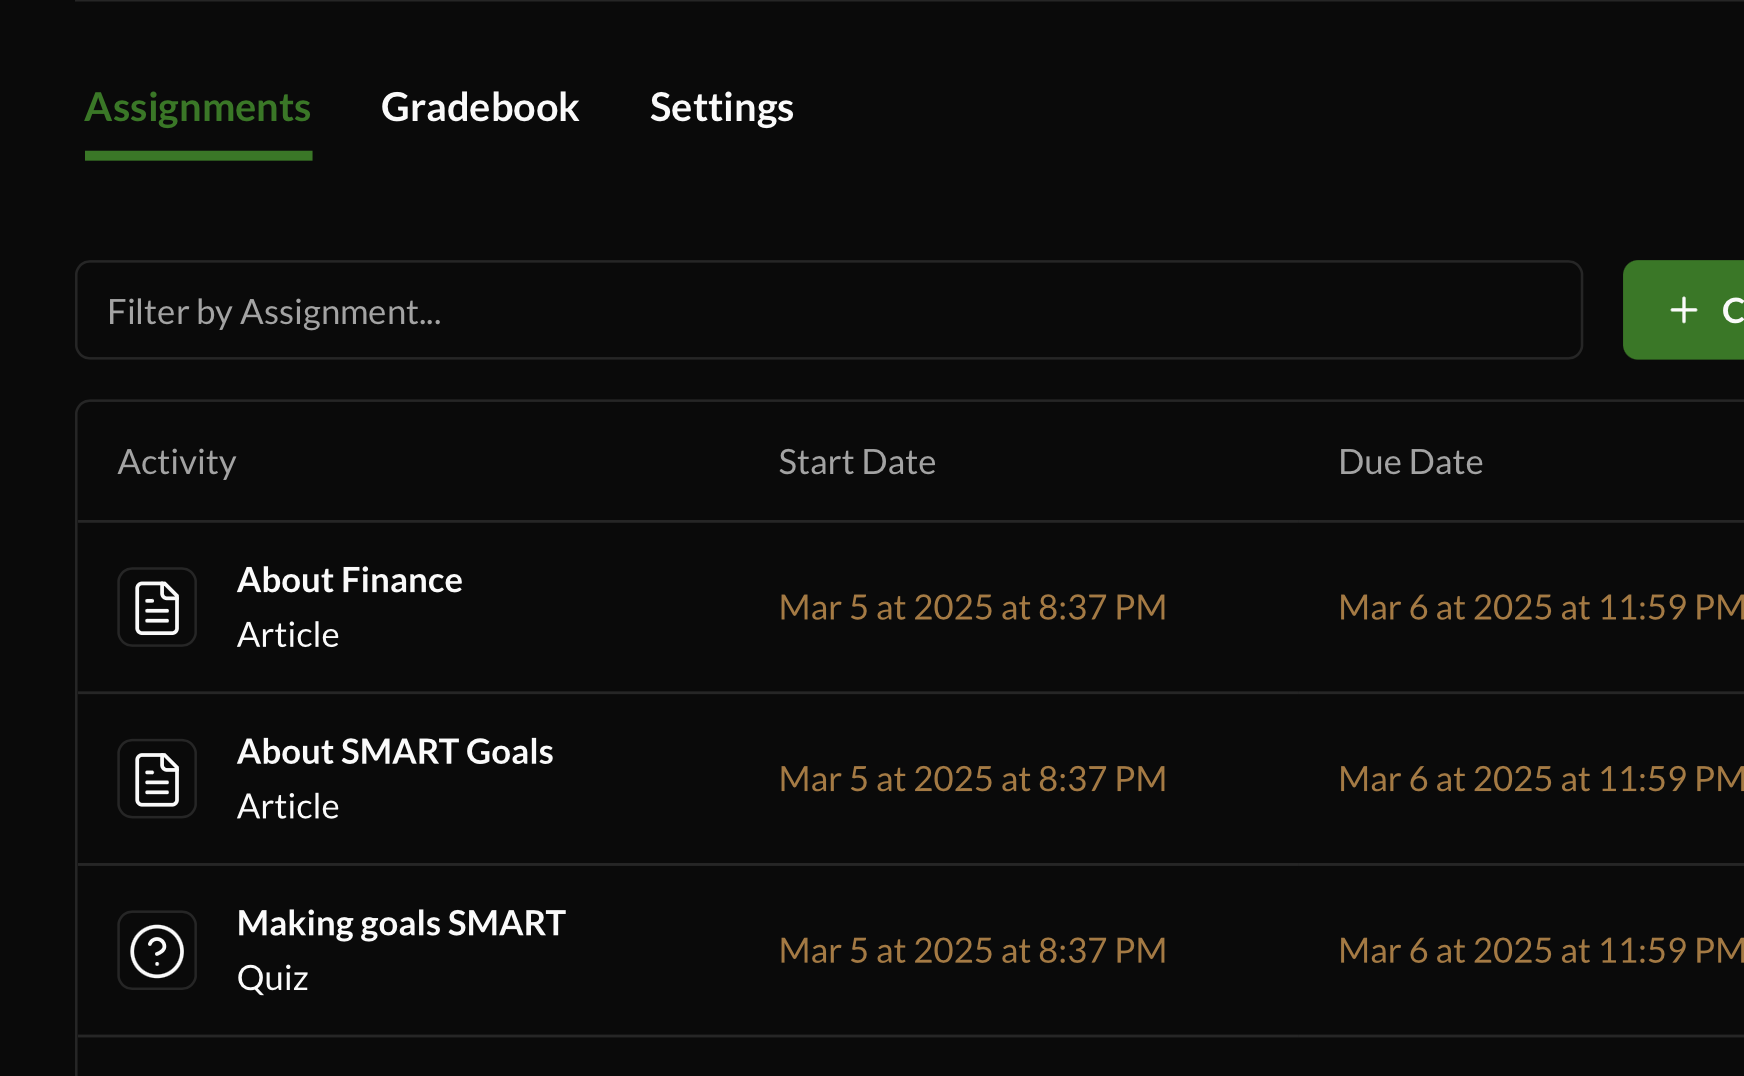 Assignments Gradebook Settings
Filter by Assignment...
Activity Start Date Due Date
About Finance
Article
Mar 5 at 2025 at 8:37 PM Mar 6 at 2025 at 11:59 PM
About SMART Goals
Article
Mar 5 at 2025 at 8:37 PM Mar 6 at 2025 at 11:59 PM
Making goals SMART
Quiz
Mar 5 at 2025 at 8:37 PM Mar 6 at 2025 at 11:59 PM